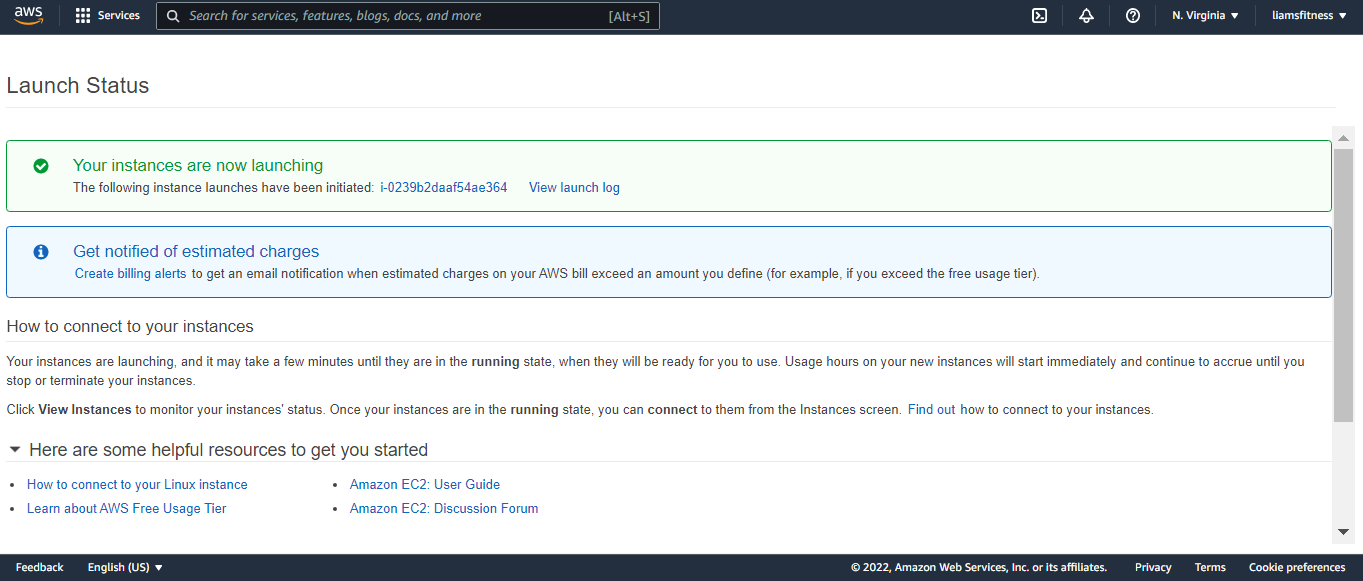 aws
Services
Search for services, features, blogs, docs, and more [Alt+S]
N. Virginia
liamsfitness
Launch Status
Your instances are now launching
The following instance launches have been initiated: i-0239b2daaf54ae364 View launch log
Get notified of estimated charges
Create billing alerts to get an email notification when estimated charges on your AWS bill exceed an amount you define (for example, if you exceed the free usage tier).
How to connect to your instances
Your instances are launching, and it may take a few minutes until they are in the running state, when they will be ready for you to use. Usage hours on your new instances will start immediately and continue to accrue until you
stop or terminate your instances.
Click View Instances to monitor your instances' status. Once your instances are in the running state, you can connect to them from the Instances screen. Find out how to connect to your instances.
Here are some helpful resources to get you started
How to connect to your Linux instance
Learn about AWS Free Usage Tier
Amazon EC2: User Guide
Amazon EC2: Discussion Forum
Feedback
English (US)
© 2022, Amazon Web Services, Inc. or its affiliates.
Privacy
Terms
Cookie preferences